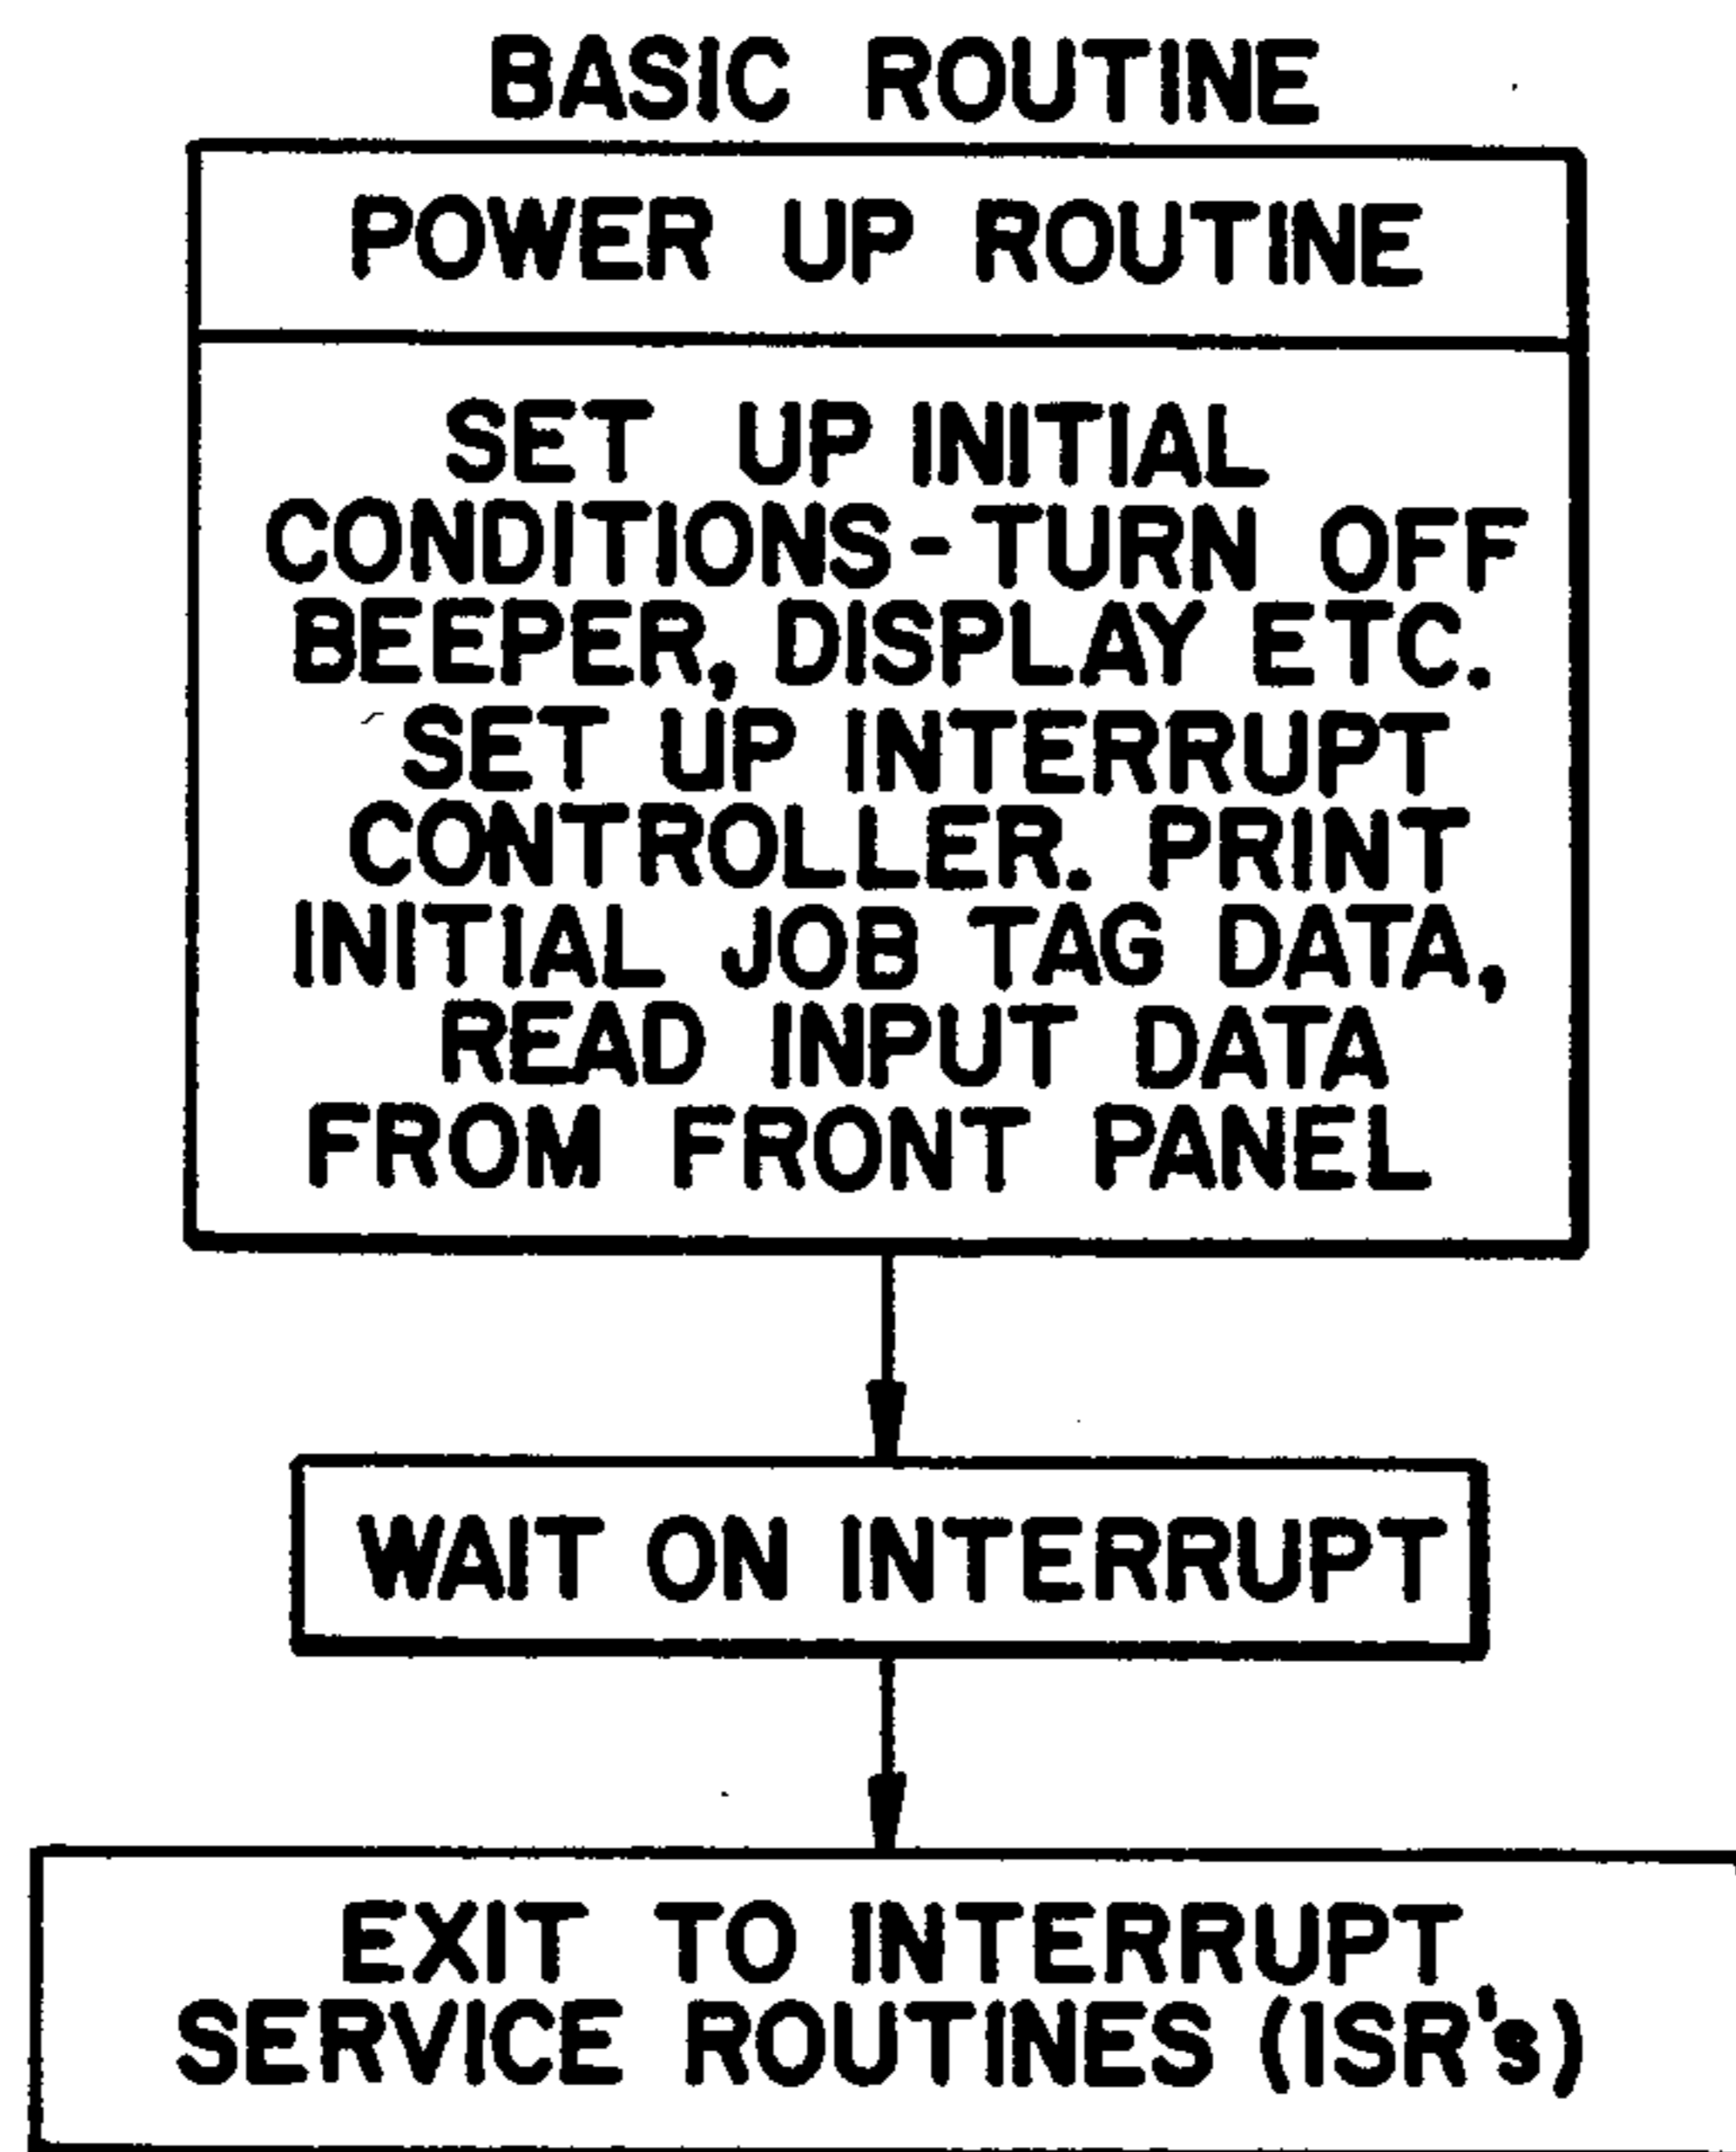 BASIC ROUTINE
POWER UP ROUTINE
SET UP INITIAL
CONDITIONS-TURN OFF
BEEPER, DISPLAY ETC.
SET UP INTERRUPT
CONTROLLER. PRINT
INITIAL JOB TAG DATA,
READ INPUT DATA
FROM FRONT PANEL
WAIT ON INTERRUPT
EXIT TO INTERRUPT
SERVICE ROUTINES (ISR's)